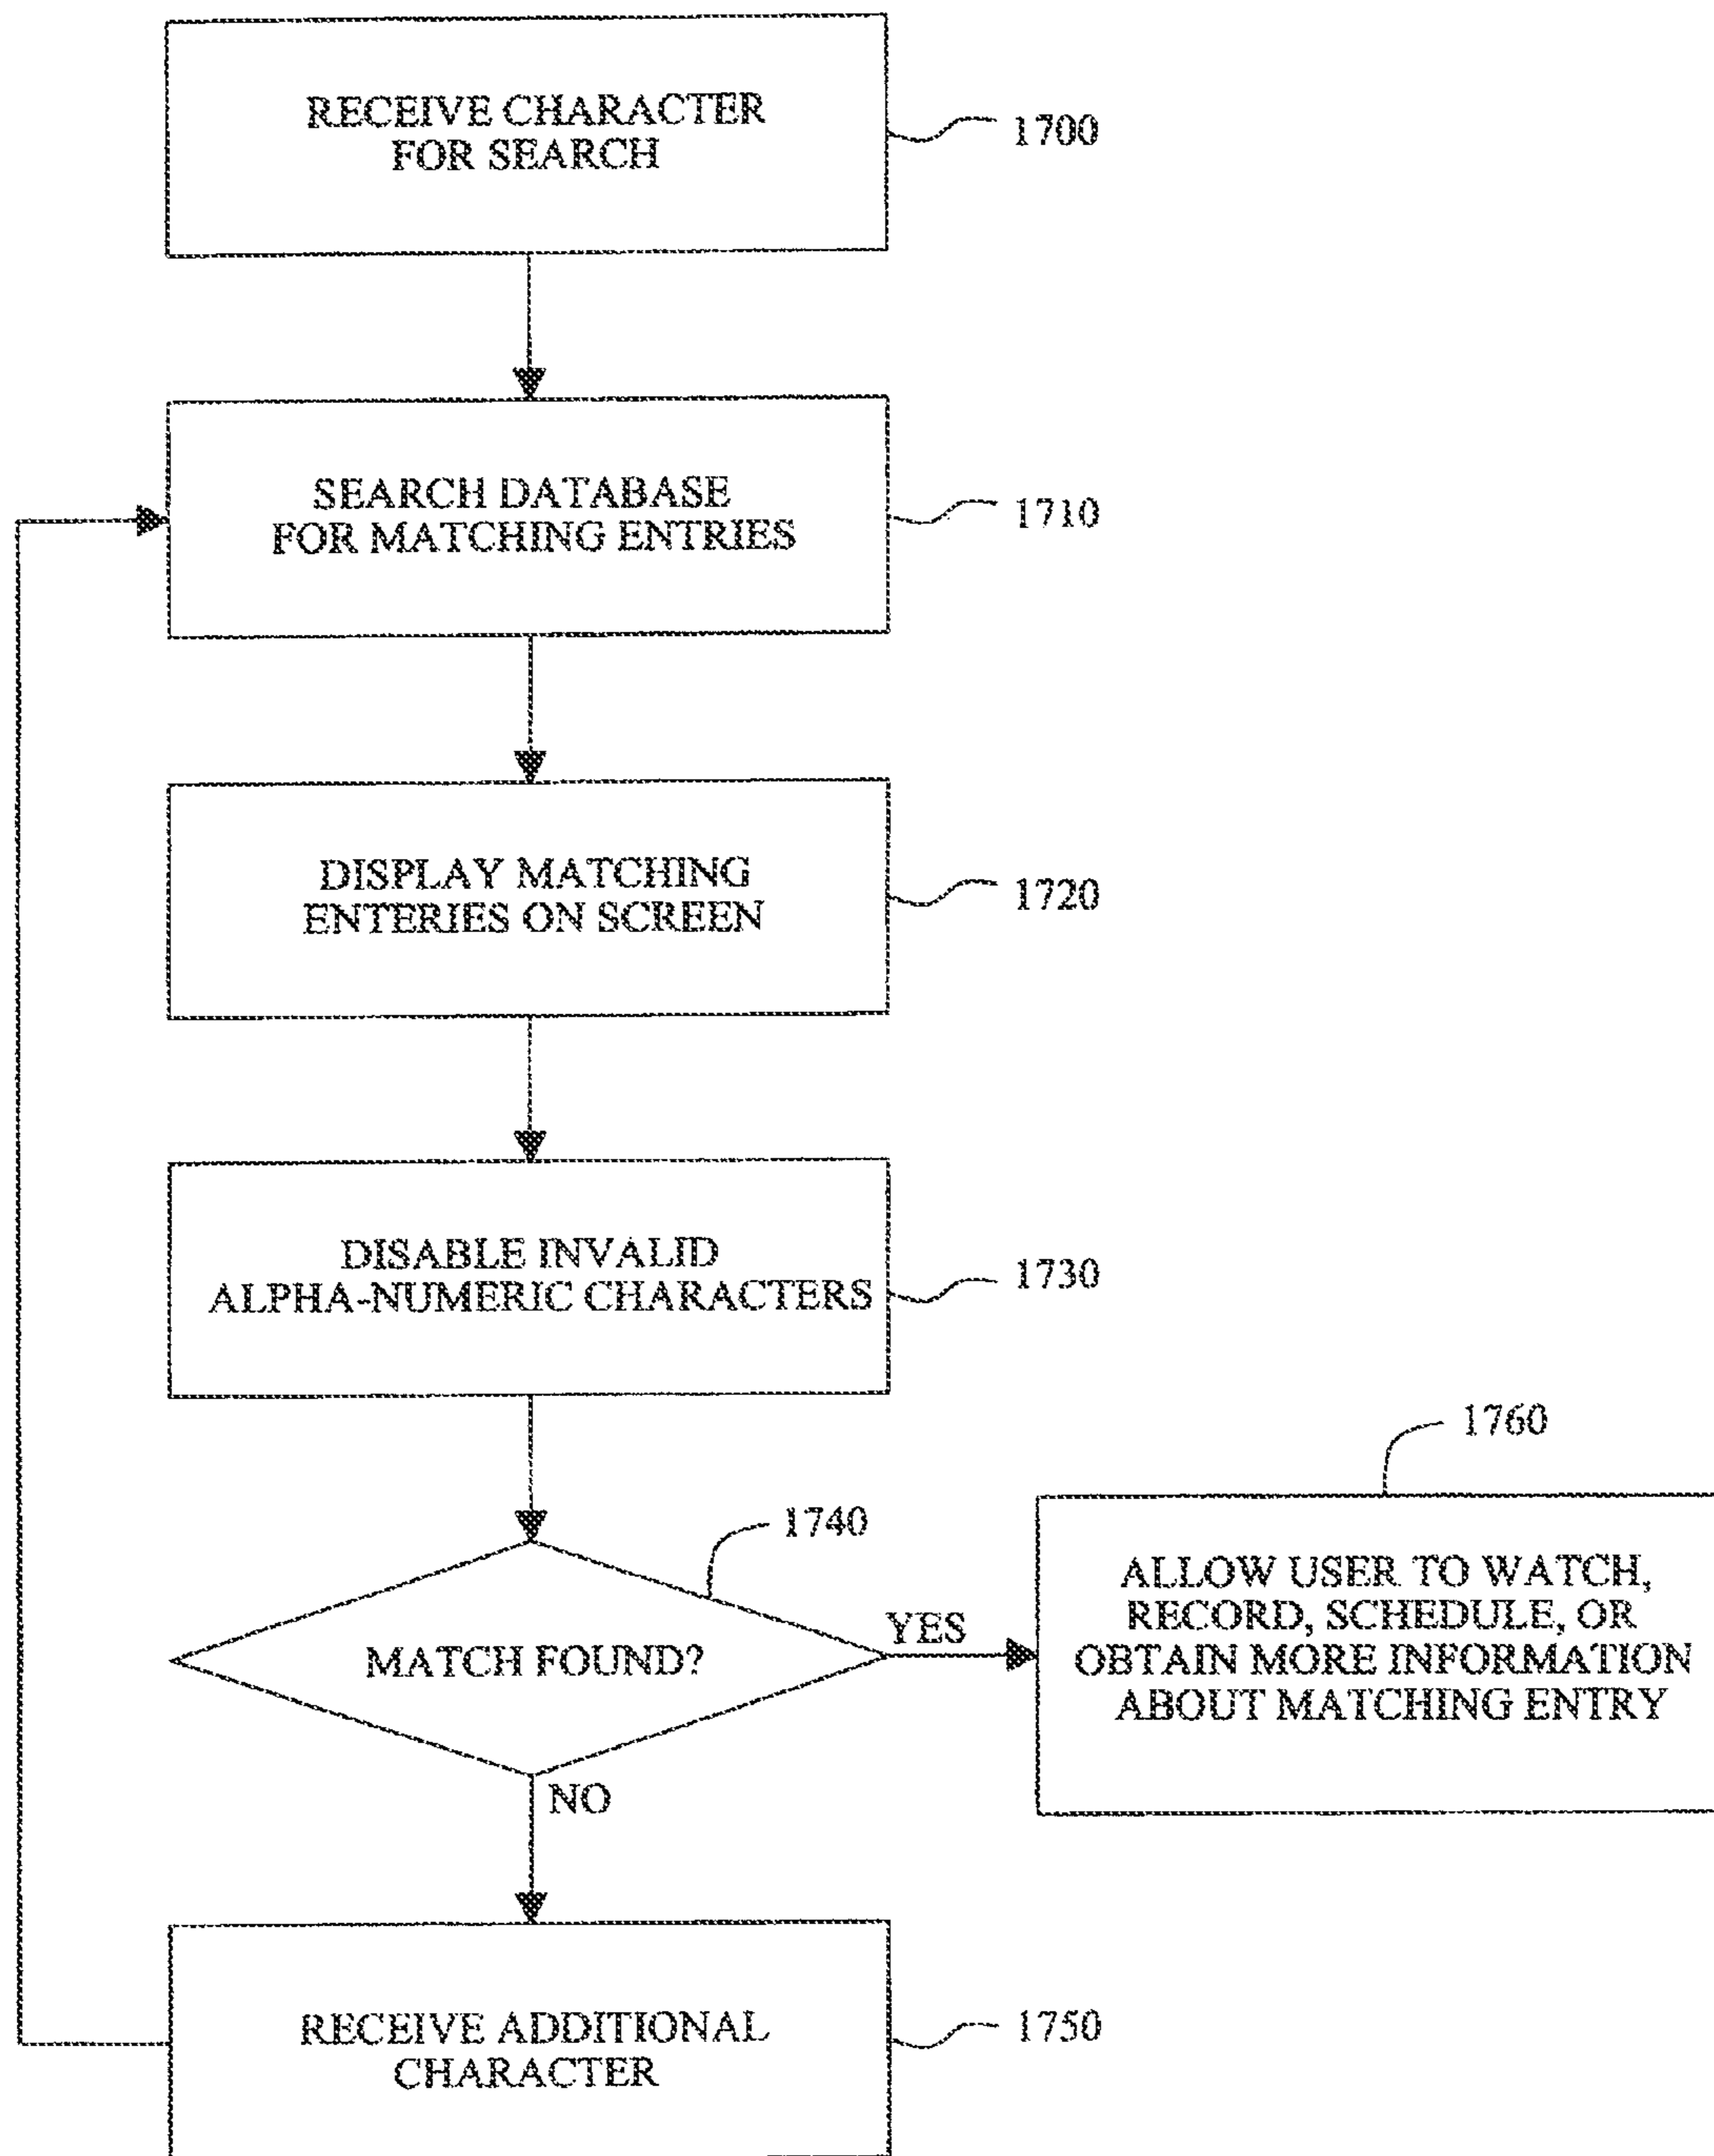 RECEIVE CHARACTER
FOR SEARCH
1700
SEARCH DATABASE
FOR MATCHING ENTRIES
1710
DISPLAY MATCHING
ENTERIES ON SCREEN
1720
DISABLE INVALID
ALPHA-NUMERIC CHARACTERS
1730
1740
MATCH FOUND?
YES
NO
1760
ALLOW USER TO WATCH,
RECORD, SCHEDULE, OR
OBTAIN MORE INFORMATION
ABOUT MATCHING ENTRY
RECEIVE ADDITIONAL
CHARACTER
1750